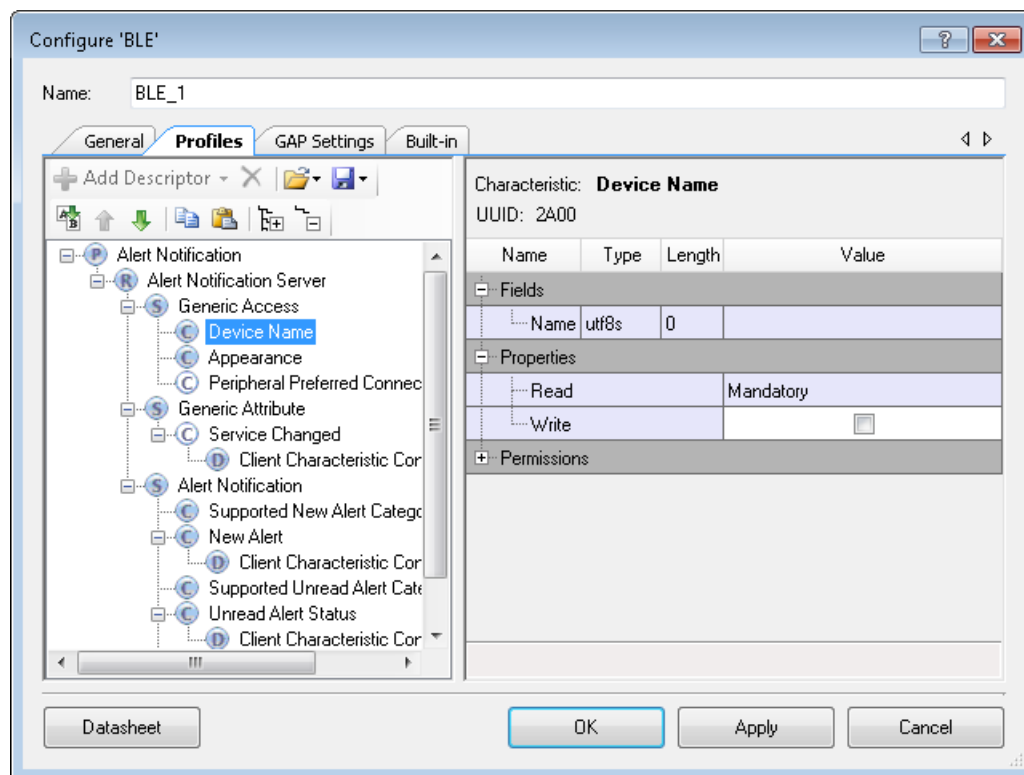 Configure 'BLE'
Name: BLE_1
General Profiles GAP Settings Built-in
Add Descriptor
Characteristic: Device Name
UUID: 2A00
Name Type Length Value
Fields
Name utf8s 0
Properties
Read Mandatory
Write
Permissions
P Alert Notification
R Alert Notification Server
S Generic Access
C Device Name
C Appearance
C Peripheral Preferred Connec
S Generic Attribute
C Service Changed
D Client Characteristic Cor
S Alert Notification
C Supported New Alert Catego
C New Alert
D Client Characteristic Cor
C Supported Unread Alert Cate
C Unread Alert Status
D Client Characteristic Cor
Datasheet OK Apply Cancel